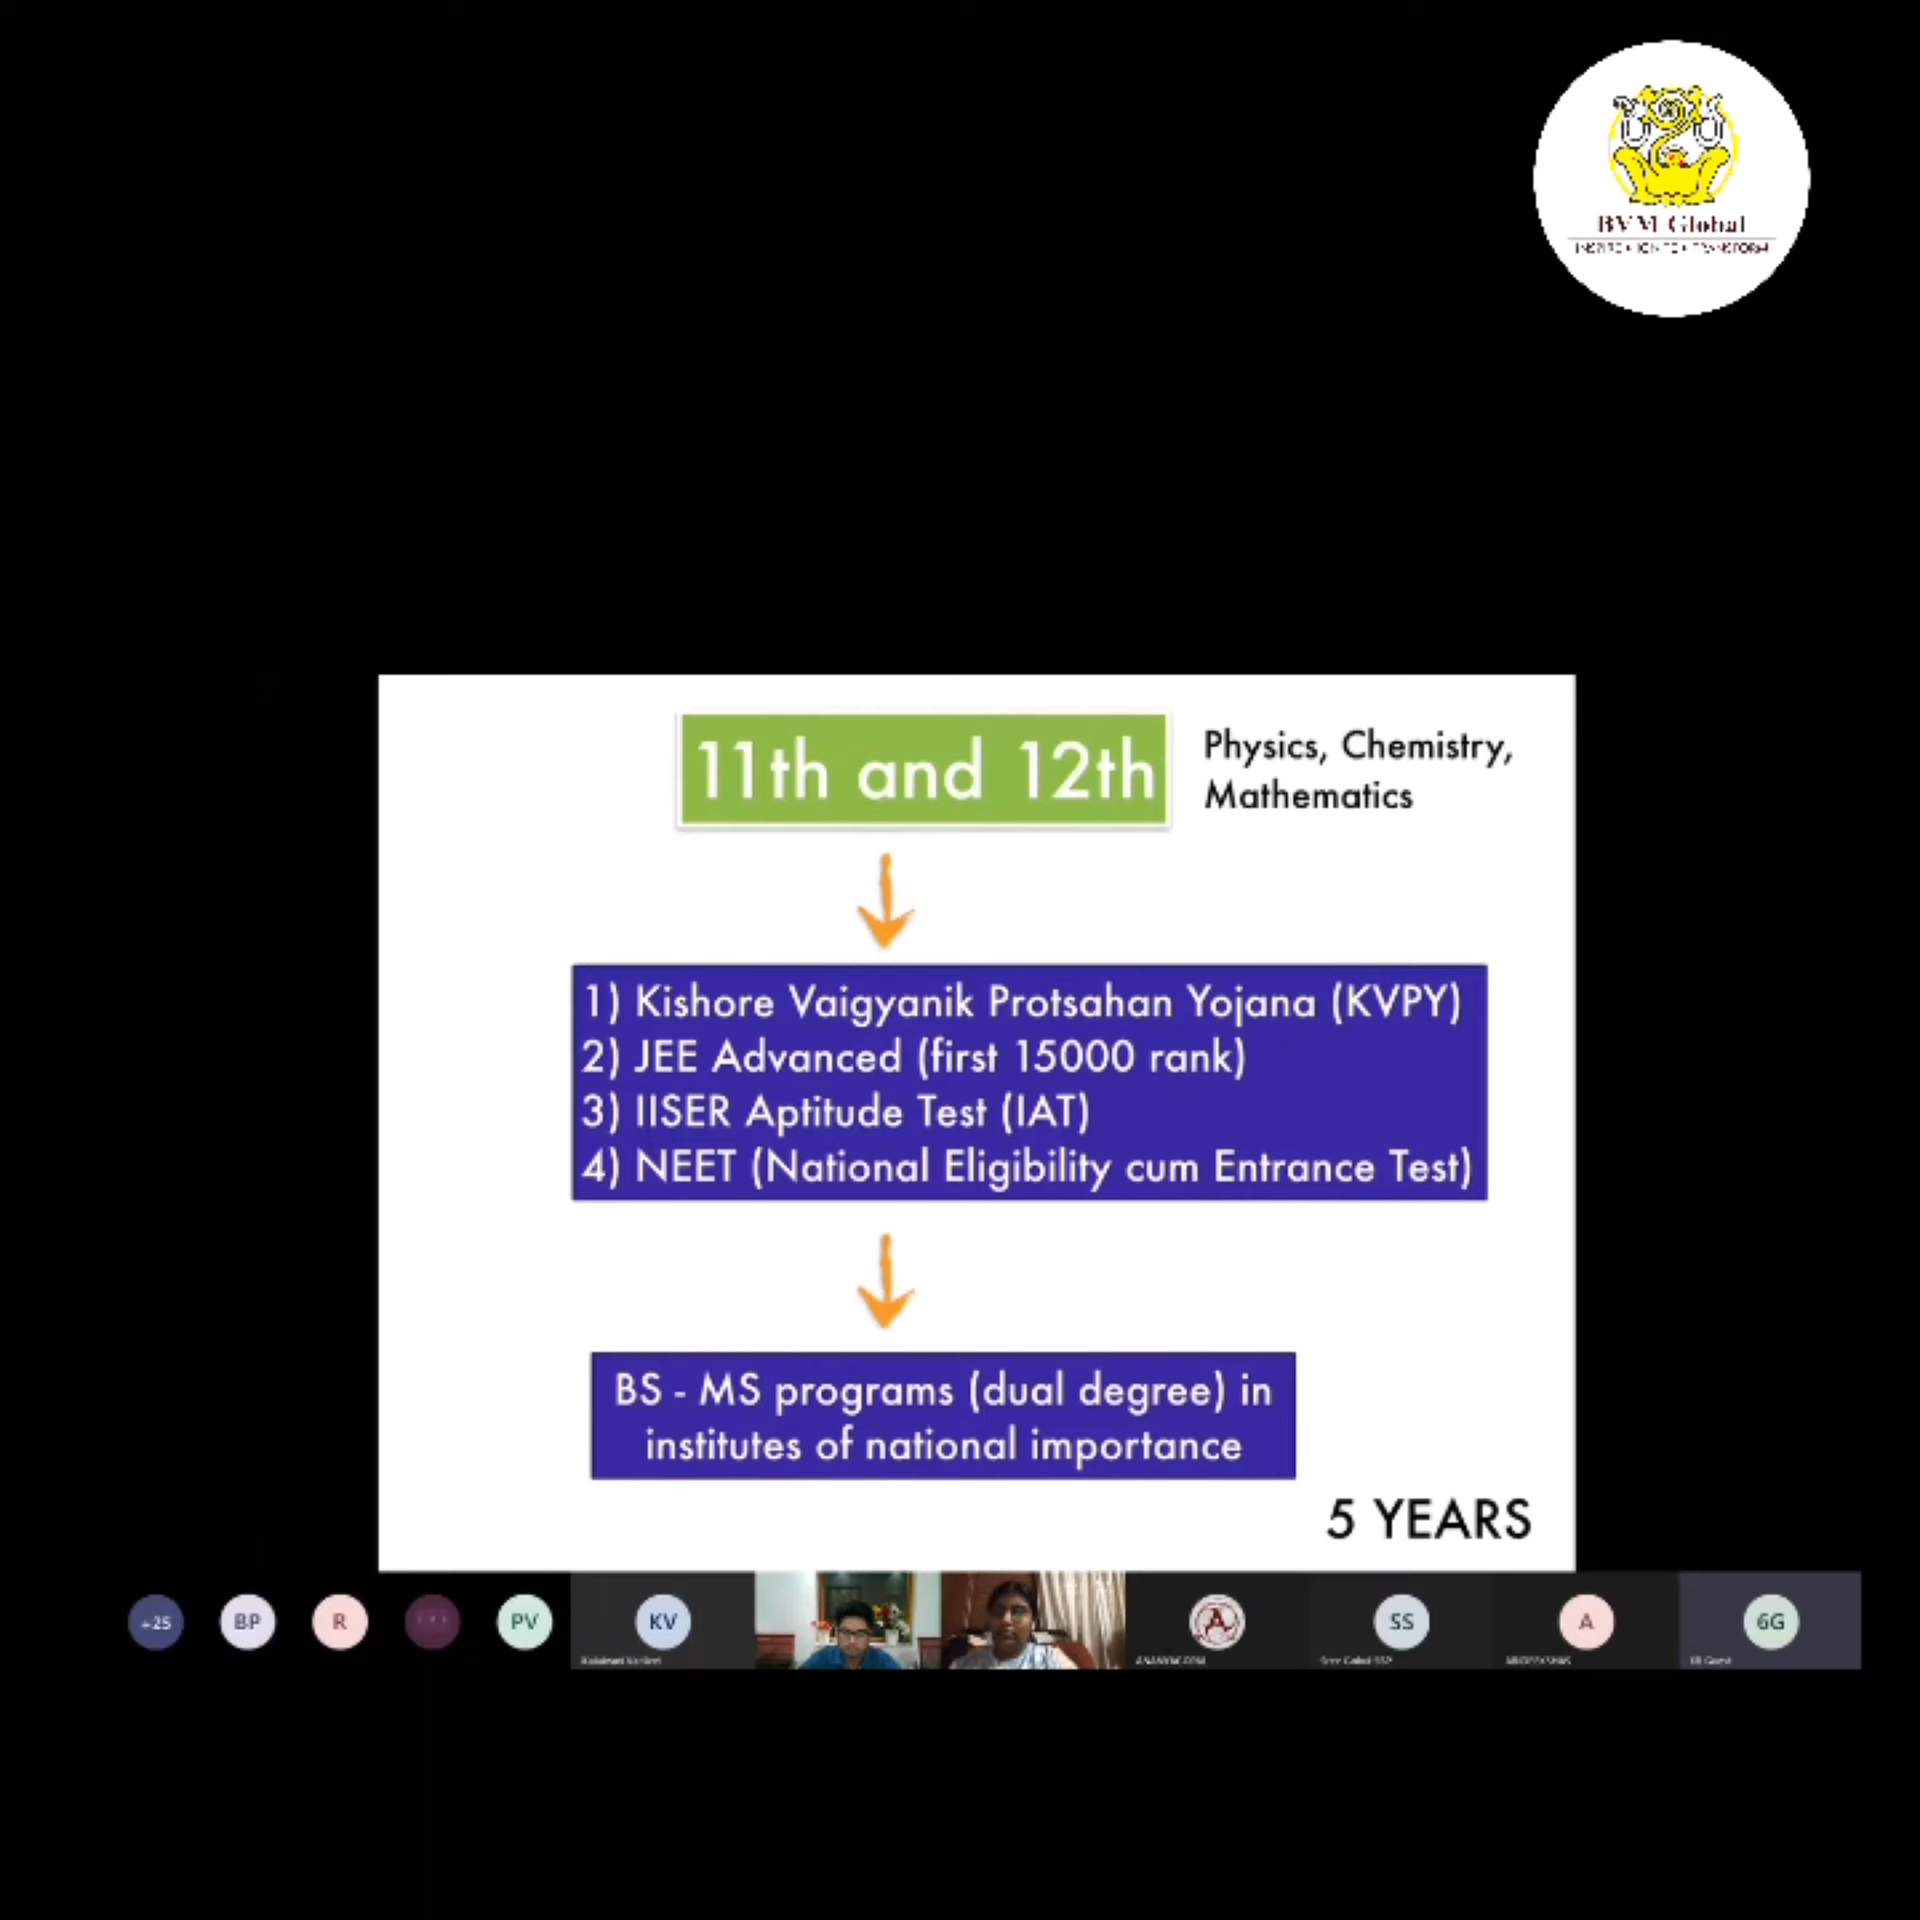 BVM Global
11th and 12th
Physics, Chemistry,
Mathematics
1) Kishore Vaigyanik Protsahan Yojana (KVPY)
2) JEE Advanced (first 15000 rank)
3) IISER Aptitude Test (IAT)
4) NEET (National Eligibility cum Entrance Test)
BS - MS programs (dual degree) in
institutes of national importance
5 YEARS
+25
BP
R
PV
KV
A
SS
A
6G